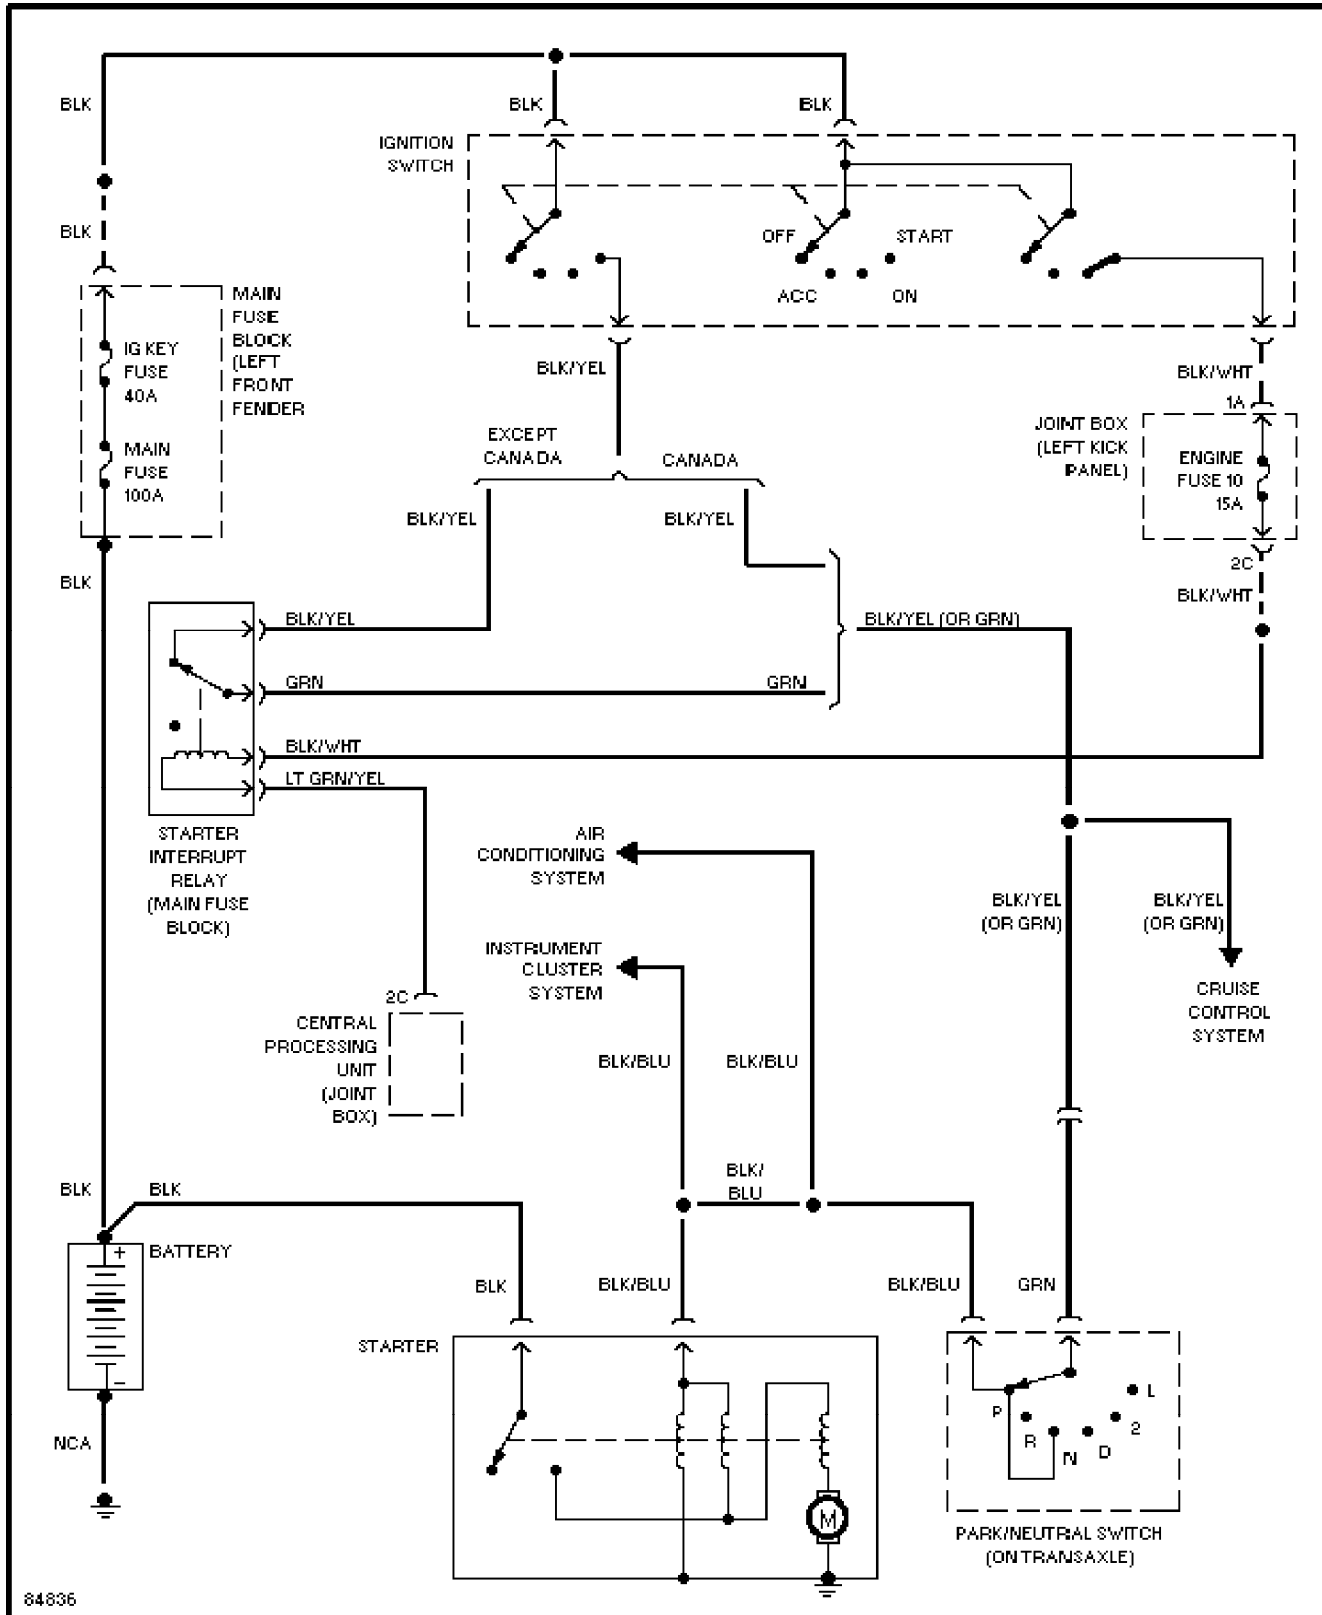 BLK
BLK
BLK
IGNITION
SWITCH
BLK
OFF
START
ACC
ON
MAIN
FUSE
BLOCK
(LEFT
FRONT
FENDER
IG KEY
FUSE
40A
MAIN
FUSE
100A
BLK/YEL
BLK/WHT
1A
JOINT BOX
(LEFT KICK
PANEL)
ENGINE
FUSE 10
15A
2C
BLK/WHT
EXCEPT
CANADA
CANADA
BLK/YEL
BLK/YEL
BLK
BLK/YEL
BLK/YEL (OR GRN)
GRN
GRN
BLK/WHT
LT GRN/YEL
STARTER
INTERRUPT
RELAY
(MAIN FUSE
BLOCK)
AIR
CONDITIONING
SYSTEM
BLK/YEL
(OR GRN)
BLK/YEL
(OR GRN)
INSTRUMENT
CLUSTER
SYSTEM
CRUISE
CONTROL
SYSTEM
2C
CENTRAL
PROCESSING
UNIT
(JOINT
BOX)
BLK/BLU
BLK/BLU
BLK/
BLU
BLK
BLK
BATTERY
+
–
BLK
BLK/BLU
BLK/BLU
GRN
STARTER
NCA
M
P
R
N
D
2
L
PARK/NEUTRAL SWITCH
(ON TRANSAXLE)
84836